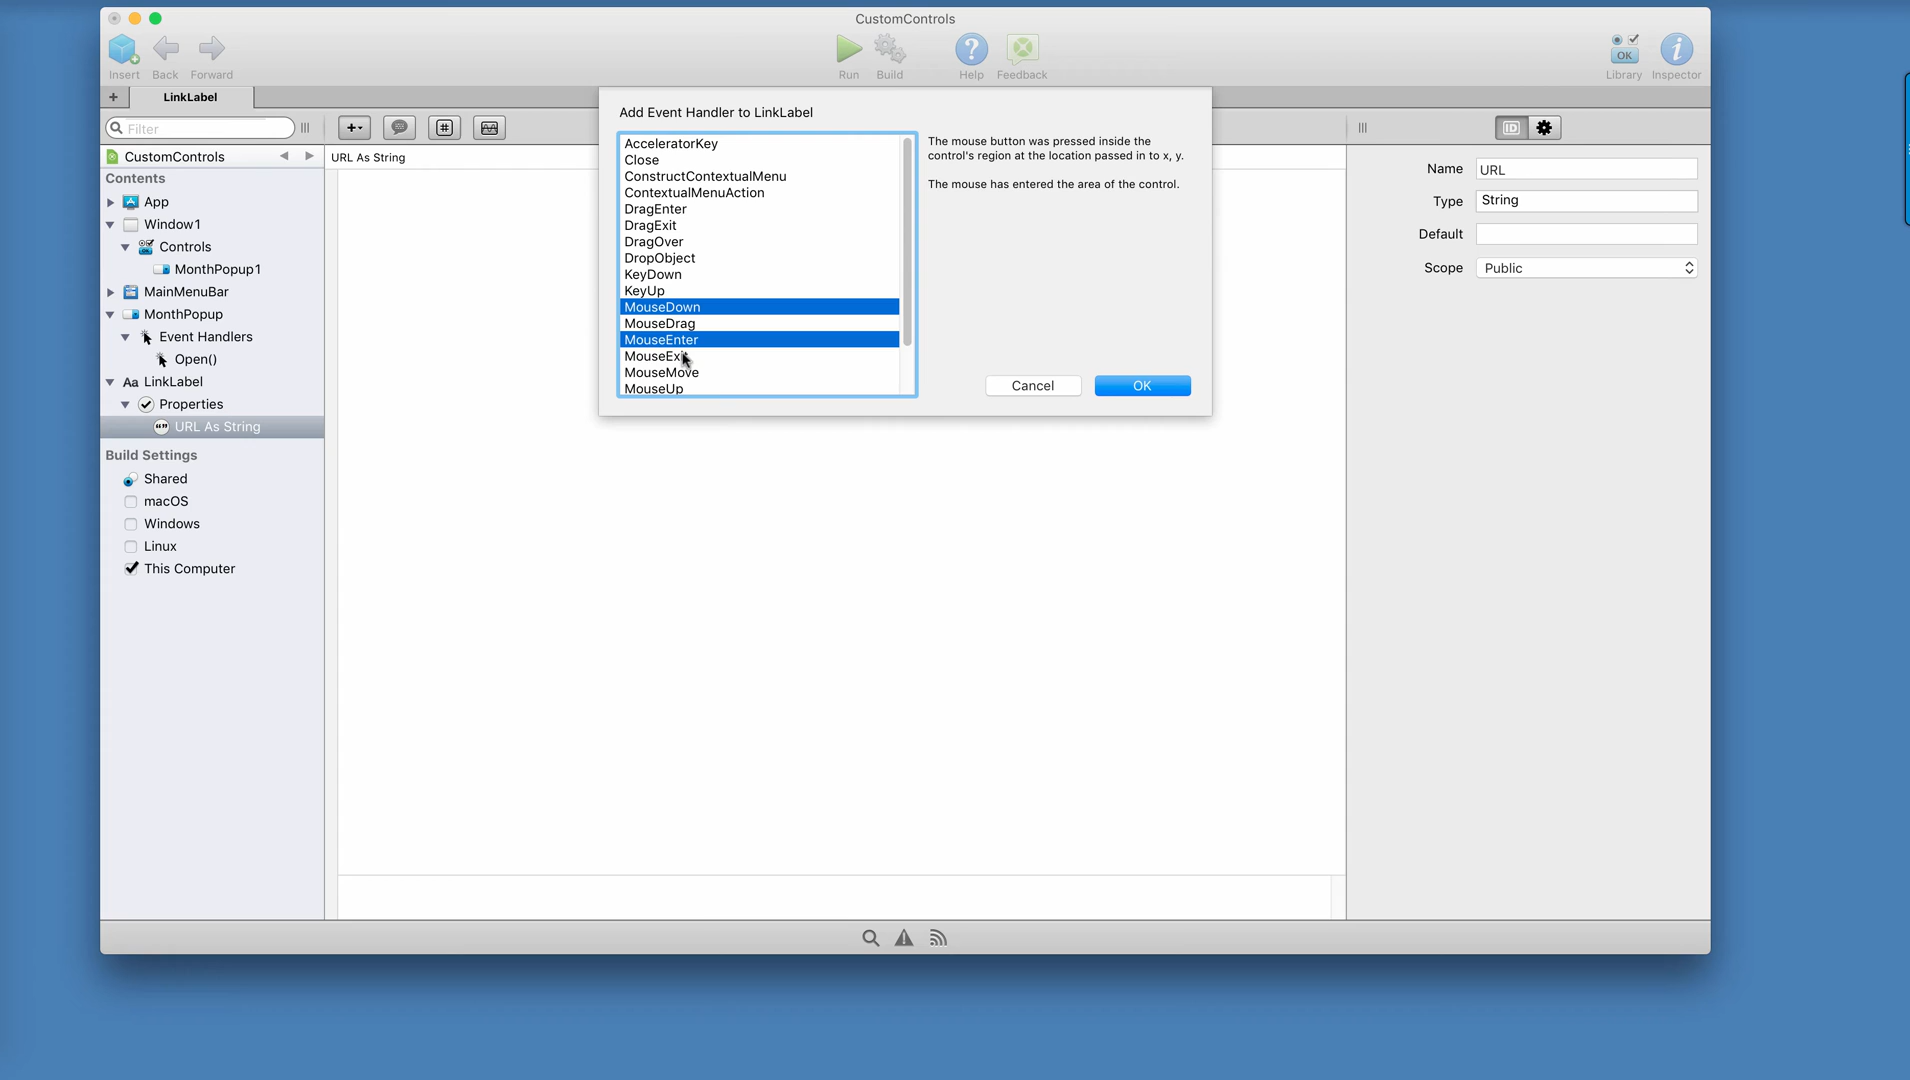 CustomControls
Insert Back Forward Run Build Help Feedback OK Library Inspector
+ LinkLabel
Filter
CustomControls
URL As String
Contents
App
Window1
Controls
MonthPopup1
MainMenuBar
MonthPopup
Event Handlers
Open()
Aa LinkLabel
Properties
URL As String
Build Settings
Shared
macOS
Windows
Linux
This Computer
Add Event Handler to LinkLabel
AcceleratorKey
Close
ConstructContextualMenu
ContextualMenuAction
DragEnter
DragExit
DragOver
DropObject
KeyDown
KeyUp
MouseDown
MouseDrag
MouseEnter
MouseExit
MouseMove
MouseUp
The mouse button was pressed inside the
control's region at the location passed in to x, y.
The mouse has entered the area of the control.
Cancel OK
ID
Name URL
Type String
Default
Scope Public